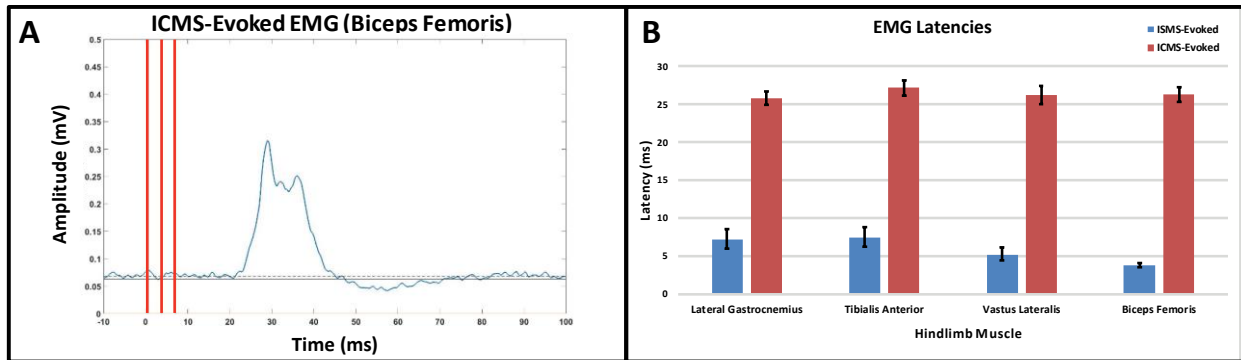 A
ICMS-Evoked EMG (Biceps Femoris)
0.5
0.45
0.4
0.35
0.3
0.25
0.2
0.15
0.1
0.05
0
Amplitude (mV)
-10
0
10
20
30
40
50
60
70
80
90
100
Time (ms)
B
EMG Latencies
ISMS-Evoked
ICMS-Evoked
30
25
20
15
10
5
0
Latency (ms)
Lateral Gastrocnemius
Tibialis Anterior
Vastus Lateralis
Biceps Femoris
Hindlimb Muscle